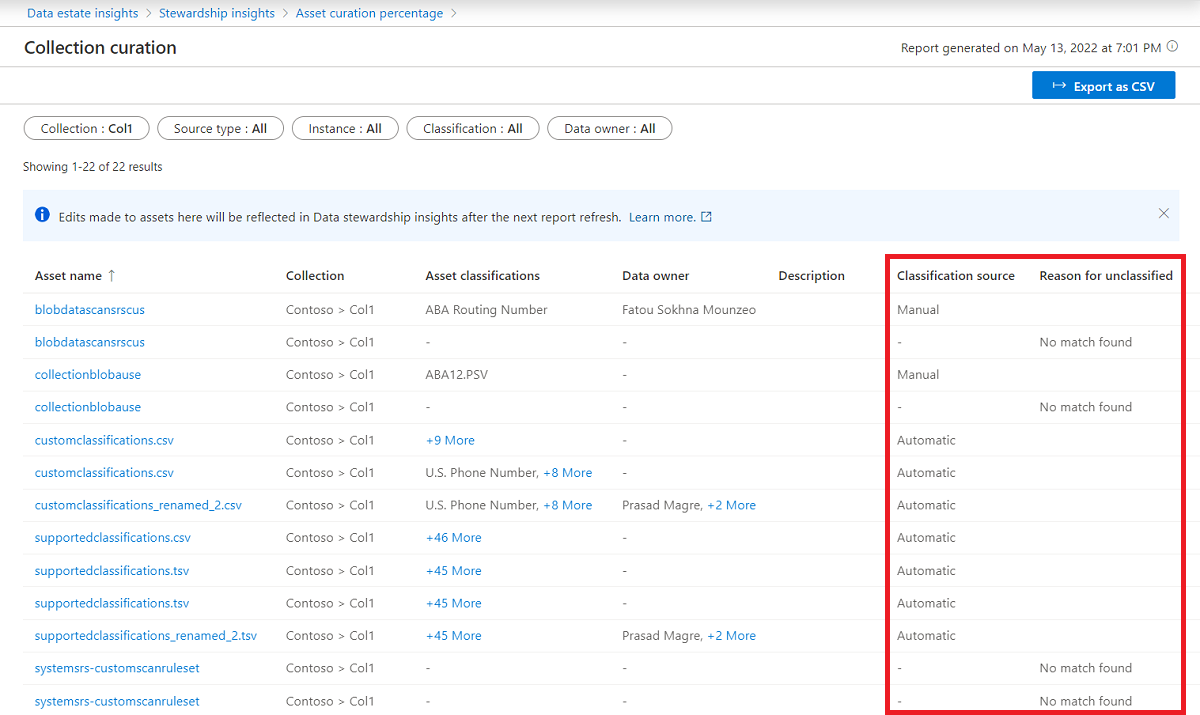 Data estate insights > Stewardship insights > Asset curation percentage >
Collection curation
Report generated on May 13, 2022 at 7:01 PM
Export as CSV
Collection : Col1 Source type : All Instance : All Classification : All Data owner : All
Showing 1-22 of 22 results
Edits made to assets here will be reflected in Data stewardship insights after the next report refresh. Learn more.
Asset name ↑ Collection Asset classifications Data owner Description Classification source Reason for unclassified
blobdatascansrscus Contoso > Col1 ABA Routing Number Fatou Sokhna Mounzeo Manual
blobdatascansrscus Contoso > Col1 - - - No match found
collectionblobause Contoso > Col1 ABA12.PSV - Manual
collectionblobause Contoso > Col1 - - - No match found
customclassifications.csv Contoso > Col1 +9 More - Automatic
customclassifications.csv Contoso > Col1 U.S. Phone Number, +8 More - Automatic
customclassifications_renamed_2.csv Contoso > Col1 U.S. Phone Number, +8 More Prasad Magre, +2 More Automatic
supportedclassifications.csv Contoso > Col1 +46 More - Automatic
supportedclassifications.tsv Contoso > Col1 +45 More - Automatic
supportedclassifications.tsv Contoso > Col1 +45 More - Automatic
supportedclassifications_renamed_2.tsv Contoso > Col1 +45 More Prasad Magre, +2 More Automatic
systemsrs-customscanruleset Contoso > Col1 - - - No match found
systemsrs-customscanruleset Contoso > Col1 - - - No match found